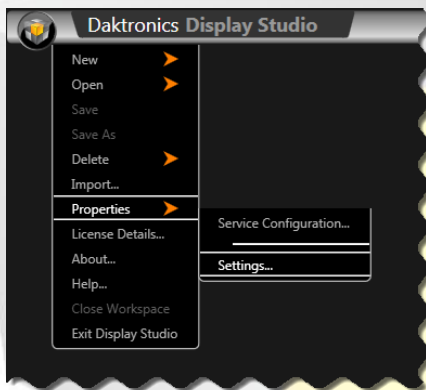 Daktronics Display Studio
New
Open
Save
Save As
Delete
Import...
Properties
Service Configuration...
License Details...
About...
Settings...
Help...
Close Workspace
Exit Display Studio